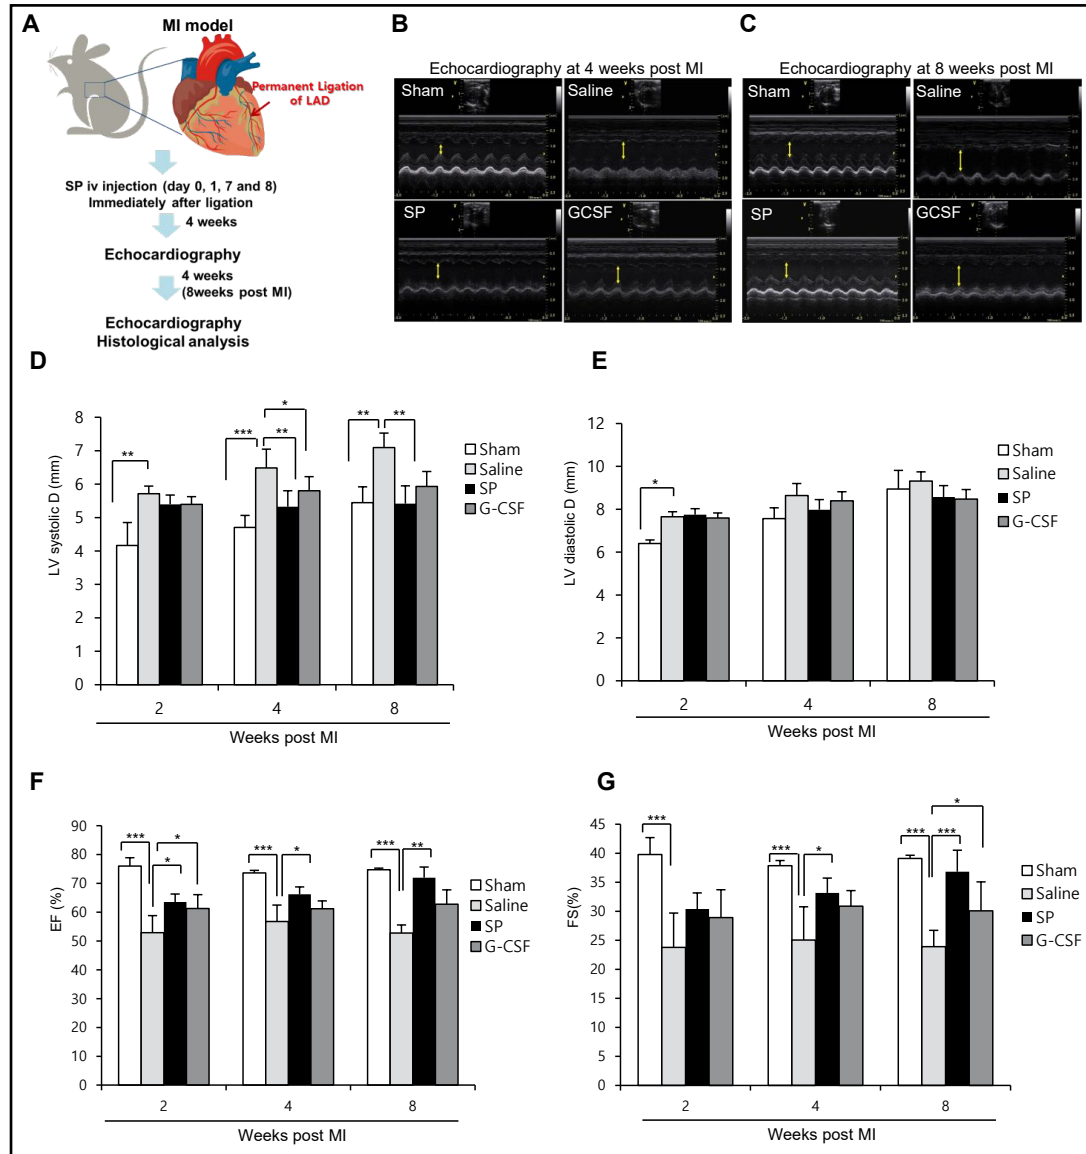 A
MI model
Permanent Ligation
of LAD
SP iv injection (day 0, 1, 7 and 8)
Immediately after ligation
4 weeks
Echocardiography
4 weeks
(8weeks post MI)
Echocardiography
Histological analysis
B
Echocardiography at 4 weeks post MI
Sham
Saline
SP
GCSF
C
Echocardiography at 8 weeks post MI
Sham
Saline
SP
GCSF
D
LV systolic D (mm)
8
7
6
5
4
3
2
1
0
**
***
**
*
**
**
2 4 8
Weeks post MI
Sham
Saline
SP
G-CSF
E
LV diastolic D (mm)
12
10
8
6
4
2
0
*
2 4 8
Weeks post MI
Sham
Saline
SP
G-CSF
F
EF (%)
90
80
70
60
50
40
30
20
10
0
***
*
*
***
*
***
**
2 4 8
Weeks post MI
Sham
Saline
SP
G-CSF
G
FS(%)
45
40
35
30
25
20
15
10
5
0
***
***
*
***
***
*
2 4 8
Weeks post MI
Sham
Saline
SP
G-CSF